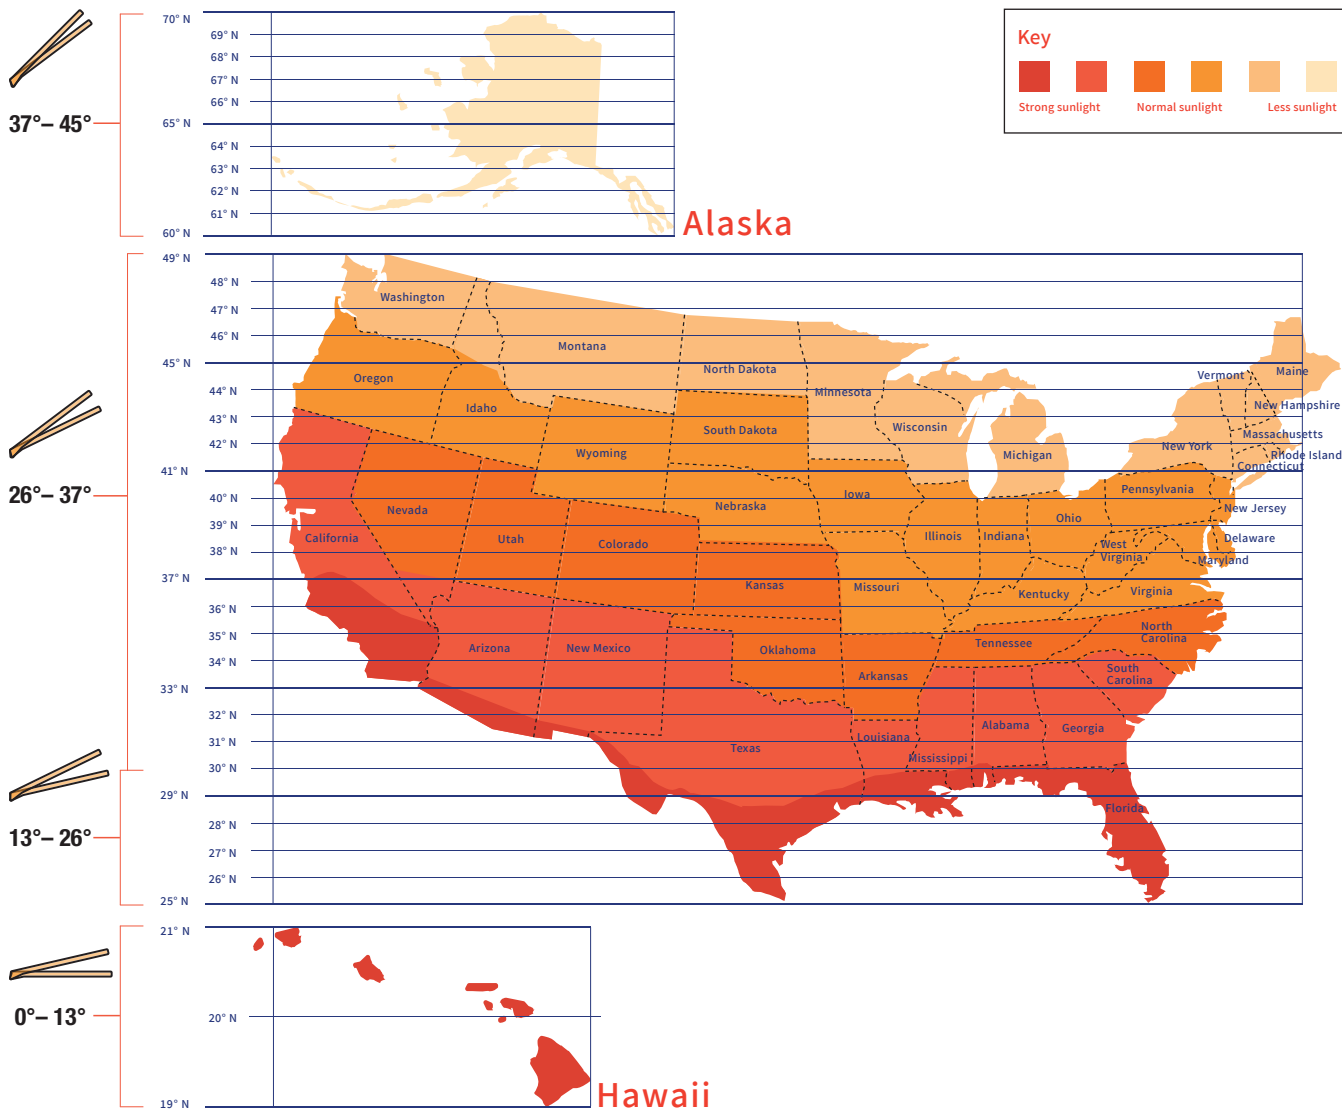 70° N
69° N
68° N
67° N
66° N
65° N
64° N
63° N
62° N
61° N
60° N
37°– 45°
Alaska
Key
Strong sunlight
Normal sunlight
Less sunlight
49° N
48° N
47° N
46° N
45° N
44° N
43° N
42° N
41° N
40° N
39° N
38° N
37° N
36° N
35° N
34° N
33° N
32° N
31° N
30° N
29° N
28° N
27° N
26° N
25° N
26°– 37°
13°– 26°
Washington
Montana
North Dakota
Minnesota
Oregon
Idaho
Wyoming
South Dakota
Wisconsin
Michigan
Vermont
Maine
New Hampshire
Massachusetts
New York
Rhode Island
Connecticut
Nevada
Utah
Colorado
Nebraska
Iowa
Illinois
Indiana
Ohio
Pennsylvania
New Jersey
Delaware
Maryland
West
Virginia
California
Kansas
Missouri
Kentucky
Virginia
Arizona
New Mexico
Oklahoma
Arkansas
Tennessee
North
Carolina
South
Carolina
Texas
Louisiana
Mississippi
Alabama
Georgia
Florida
21° N
20° N
19° N
0°– 13°
Hawaii